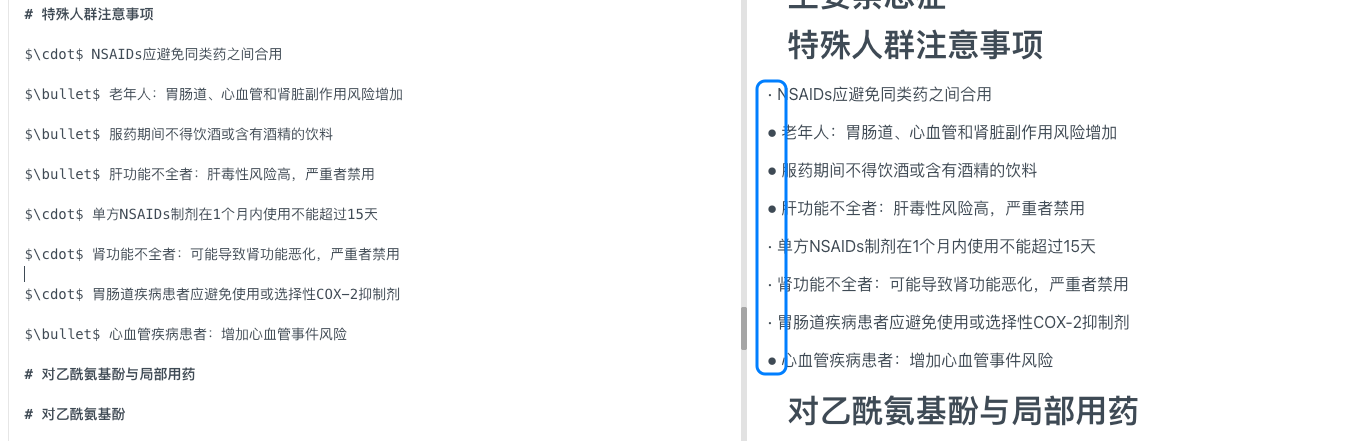 # 特殊人群注意事项
$\cdot$ NSAIDs应避免同类药之间合用
$\bullet$ 老年人：胃肠道、心血管和肾脏副作用风险增加
$\bullet$ 服药期间不得饮酒或含有酒精的饮料
$\bullet$ 肝功能不全者：肝毒性风险高，严重者禁用
$\cdot$ 单方NSAIDs制剂在1个月内使用不能超过15天
$\cdot$ 肾功能不全者：可能导致肾功能恶化，严重者禁用
$\cdot$ 胃肠道疾病患者应避免使用或选择性COX-2抑制剂
$\bullet$ 心血管疾病患者：增加心血管事件风险
# 对乙酰氨基酚与局部用药
# 对乙酰氨基酚
主要禁忌症
特殊人群注意事项
· NSAIDs应避免同类药之间合用
• 老年人：胃肠道、心血管和肾脏副作用风险增加
• 服药期间不得饮酒或含有酒精的饮料
• 肝功能不全者：肝毒性风险高，严重者禁用
· 单方NSAIDs制剂在1个月内使用不能超过15天
· 肾功能不全者：可能导致肾功能恶化，严重者禁用
· 胃肠道疾病患者应避免使用或选择性COX-2抑制剂
• 心血管疾病患者：增加心血管事件风险
对乙酰氨基酚与局部用药